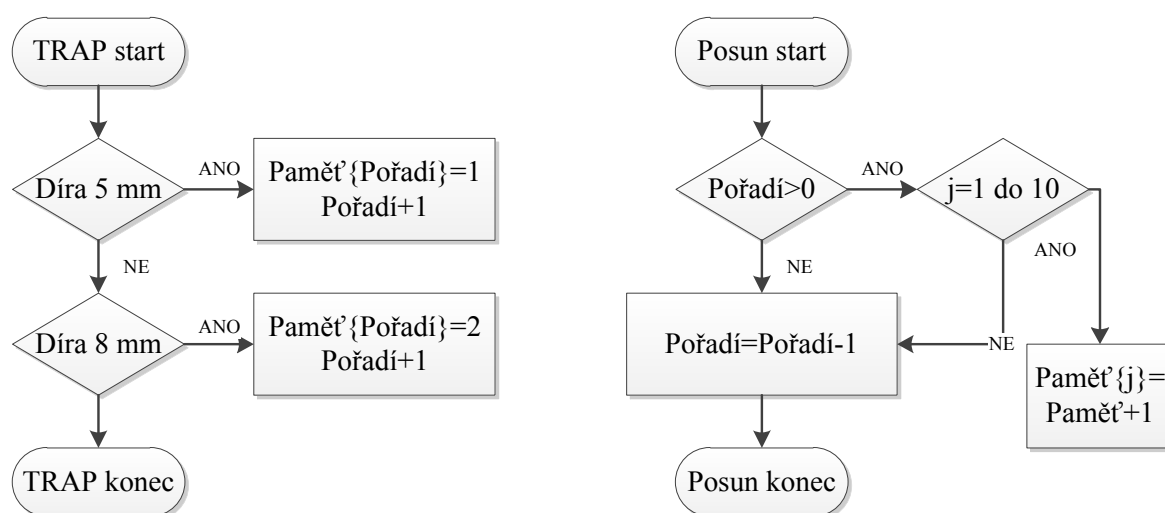 TRAP start
Díra 5 mm
ANO
Paměť{Pořadí}=1
Pořadí+1
NE
Díra 8 mm
ANO
Paměť{Pořadí}=2
Pořadí+1
TRAP konec
Posun start
Pořadí>0
ANO
j=1 do 10
NE
ANO
Pořadí=Pořadí-1
NE
Paměť{j}=
Paměť+1
Posun konec